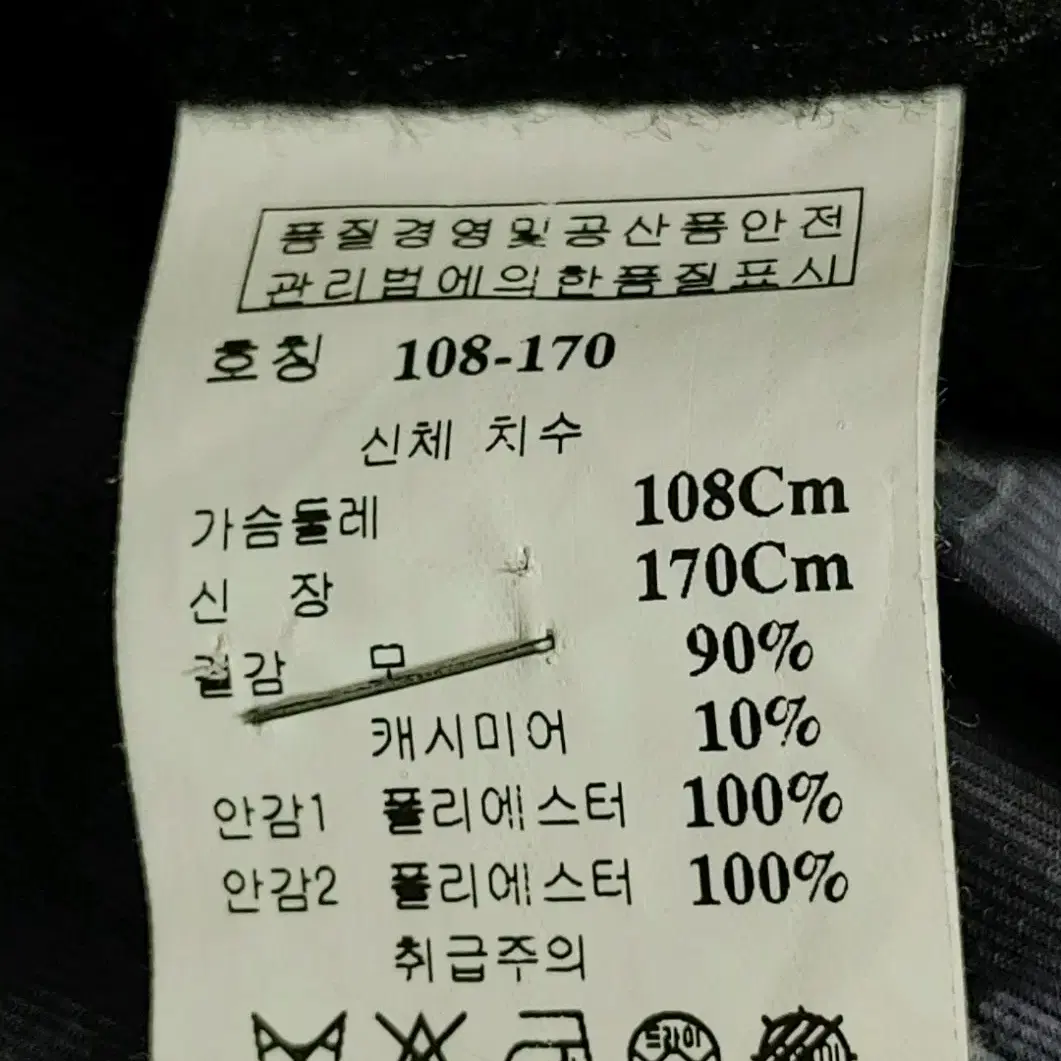 품질경영및공산품안전
관리법에의한품질표시
호칭 108-170
신체 치수
가슴둘레 108Cm
신 장 170Cm
겉감 모 90%
캐시미어 10%
안감1 폴리에스터 100%
안감2 폴리에스터 100%
취급주의
드라이